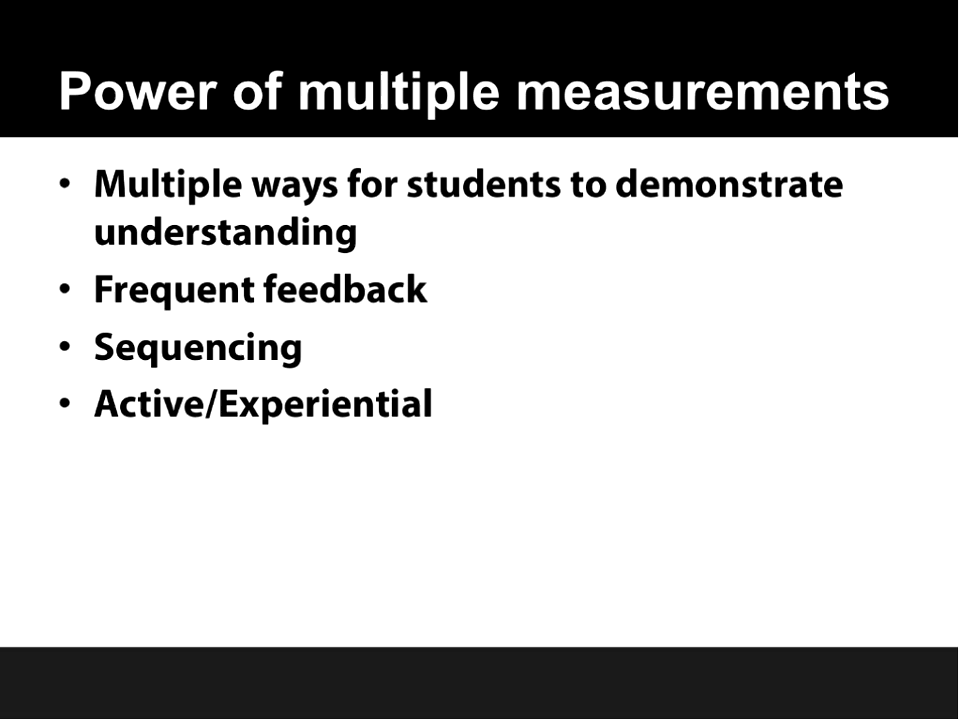 Power of multiple measurements
• Multiple ways for students to demonstrate
understanding
• Frequent feedback
• Sequencing
• Active/Experiential